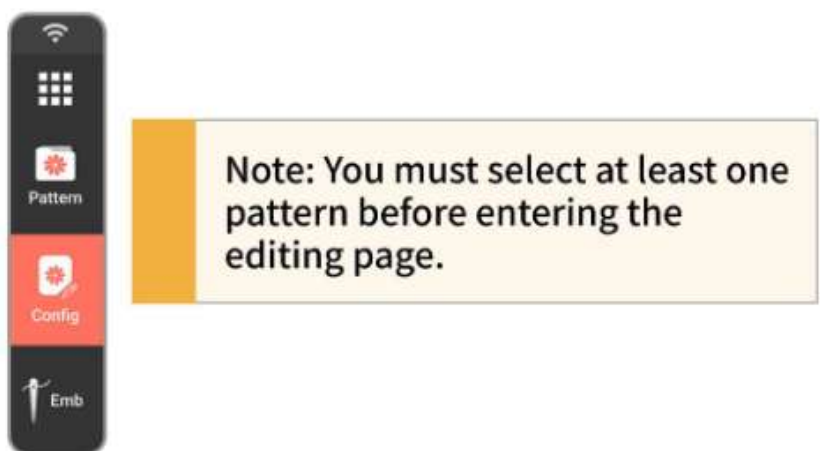 Pattern
Config
Emb
Note: You must select at least one
pattern before entering the
editing page.